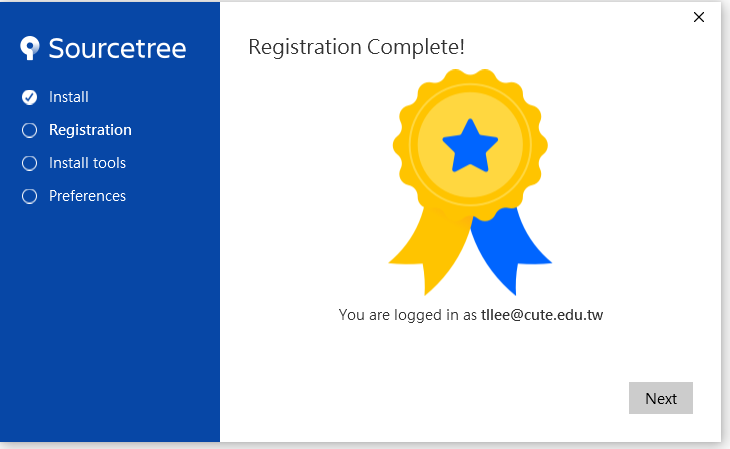 Sourcetree
Install
Registration
Install tools
Preferences
Registration Complete!
You are logged in as tllee@cute.edu.tw
Next